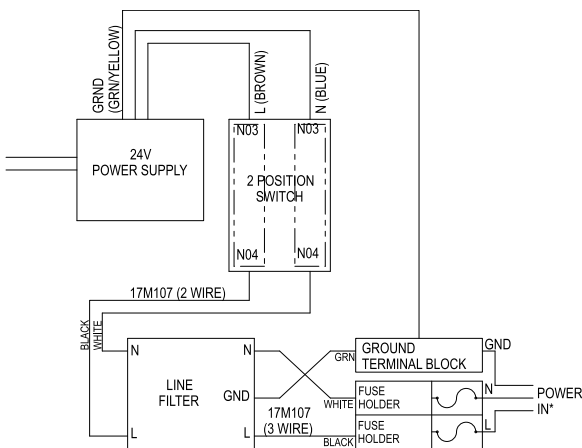 GRND
(GRN/YELLOW)
L (BROWN)
N (BLUE)
24V
POWER SUPPLY
N03
N03
2 POSITION
SWITCH
N04
N04
17M107 (2 WIRE)
BLACK
WHITE
N
N
LINE
FILTER
GND
L
L
17M107
(3 WIRE)
GRN
WHITE
BLACK
GROUND
TERMINAL BLOCK
GND
FUSE
HOLDER
N
FUSE
HOLDER
L
POWER
IN*